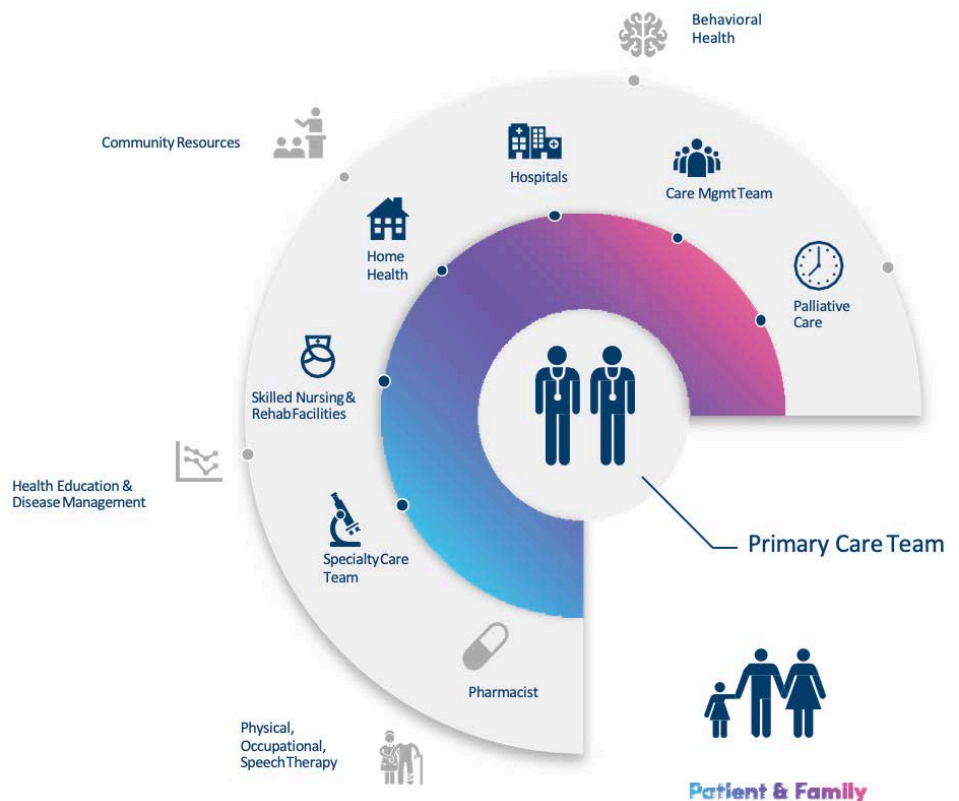 Behavioral
Health
Community Resources
Hospitals
Care Mgmt Team
Home
Health
Palliative
Care
Skilled Nursing &
Rehab Facilities
Health Education &
Disease Management
Specialty Care
Team
Primary Care Team
Pharmacist
Physical,
Occupational,
Speech Therapy
Patient & Family